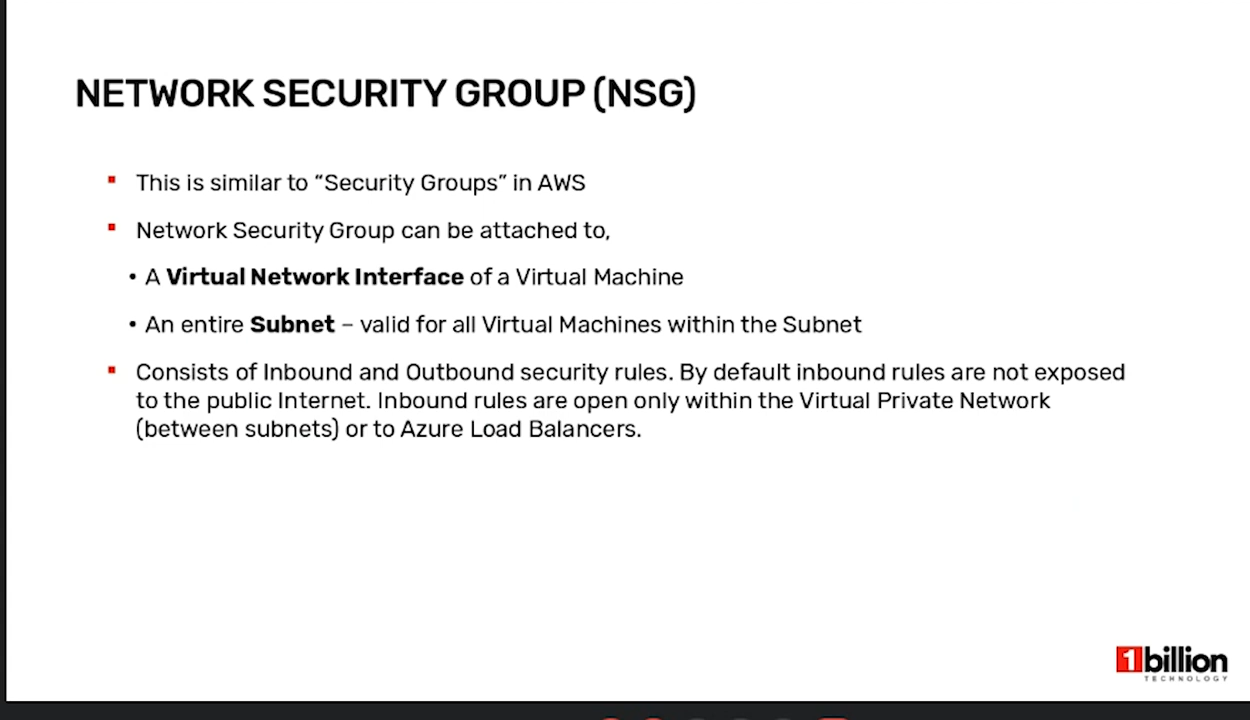 NETWORK SECURITY GROUP (NSG)
▪ This is similar to “Security Groups” in AWS
▪ Network Security Group can be attached to,
• A Virtual Network Interface of a Virtual Machine
• An entire Subnet – valid for all Virtual Machines within the Subnet
▪ Consists of Inbound and Outbound security rules. By default inbound rules are not exposed
to the public Internet. Inbound rules are open only within the Virtual Private Network
(between subnets) or to Azure Load Balancers.
1billion
TECHNOLOGY